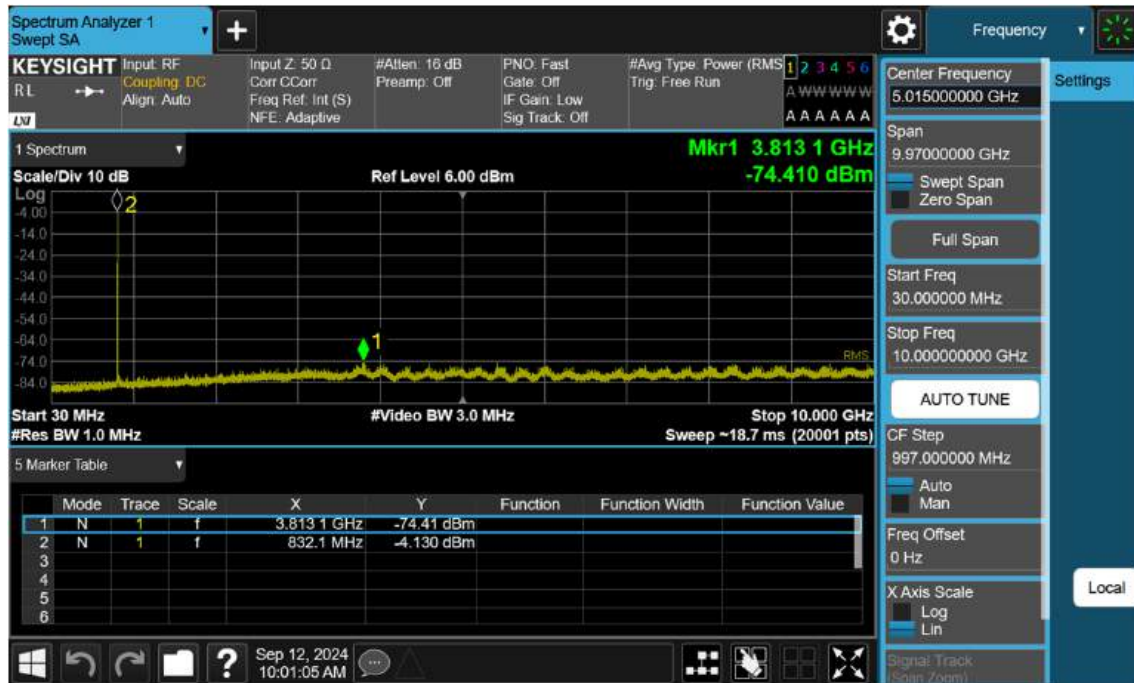 Spectrum Analyzer 1
Swept SA
Frequency
KEYSIGHT
RL
LXI
Input: RF
Coupling: DC
Align: Auto
Input Z: 50 Ω
Corr CCorr
Freq Ref: Int (S)
NFE: Adaptive
#Atten: 16 dB
Preamp: Off
PNO: Fast
Gate: Off
IF Gain: Low
Sig Track: Off
#Avg Type: Power (RMS
Trig: Free Run
1 2 3 4 5 6
A W W W W W
A A A A A A
1 Spectrum
Scale/Div 10 dB
Ref Level 6.00 dBm
Mkr1 3.813 1 GHz
-74.410 dBm
Log
-4.00
-14.0
-24.0
-34.0
-44.0
-54.0
-64.0
-74.0
-84.0
2
1
RMS
Start 30 MHz
#Video BW 3.0 MHz
Stop 10.000 GHz
#Res BW 1.0 MHz
Sweep ~18.7 ms (20001 pts)
5 Marker Table
Mode Trace Scale X Y Function Function Width Function Value
1 N 1 f 3.813 1 GHz -74.41 dBm
2 N 1 f 832.1 MHz -4.130 dBm
3
4
5
6
Sep 12, 2024
10:01:05 AM
Center Frequency
5.015000000 GHz
Settings
Span
9.97000000 GHz
Swept Span
Zero Span
Full Span
Start Freq
30.000000 MHz
Stop Freq
10.000000000 GHz
AUTO TUNE
CF Step
997.000000 MHz
Auto
Man
Freq Offset
0 Hz
X Axis Scale
Log
Lin
Local
Signal Track
(Span Zoom)